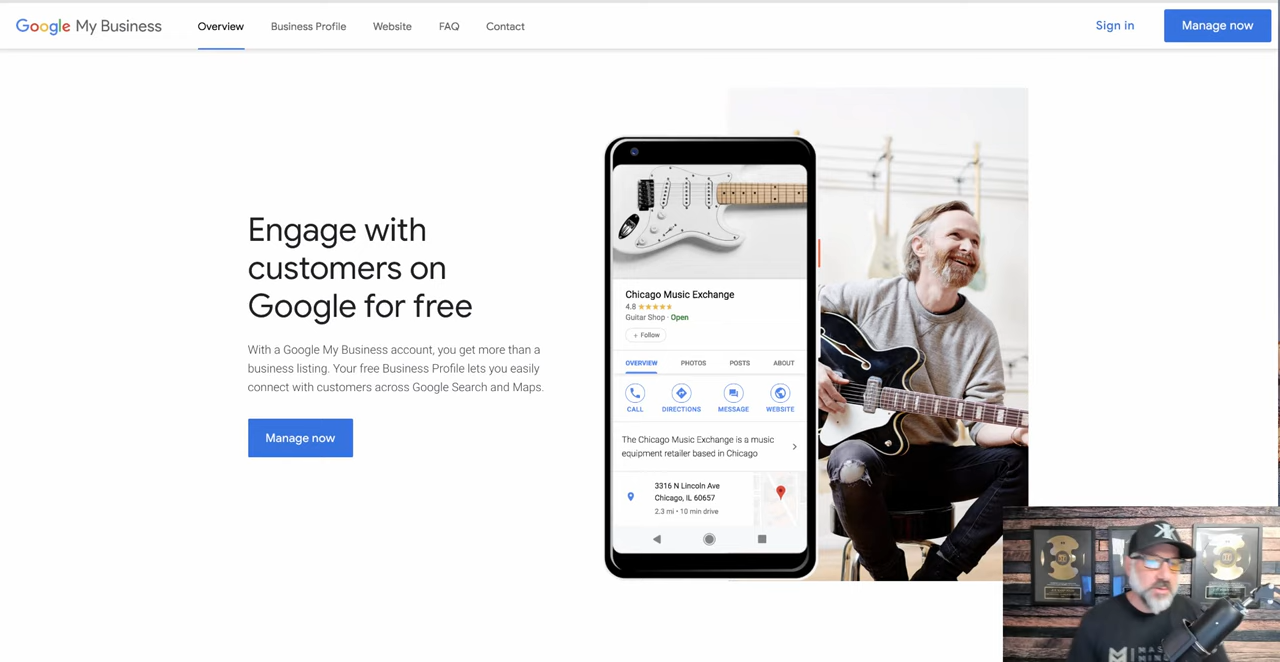 Google My Business
Overview
Business Profile
Website
FAQ
Contact
Sign in
Manage now
Engage with
customers on
Google for free
With a Google My Business account, you get more than a
business listing. Your free Business Profile lets you easily
connect with customers across Google Search and Maps.
Manage now
Chicago Music Exchange
4.8
Guitar Shop · Open
+ Follow
OVERVIEW
PHOTOS
POSTS
ABOUT
CALL
DIRECTIONS
MESSAGE
WEBSITE
The Chicago Music Exchange is a music
equipment retailer based in Chicago
3316 N Lincoln Ave
Chicago, IL 60657
2.3 mi • 10 min drive